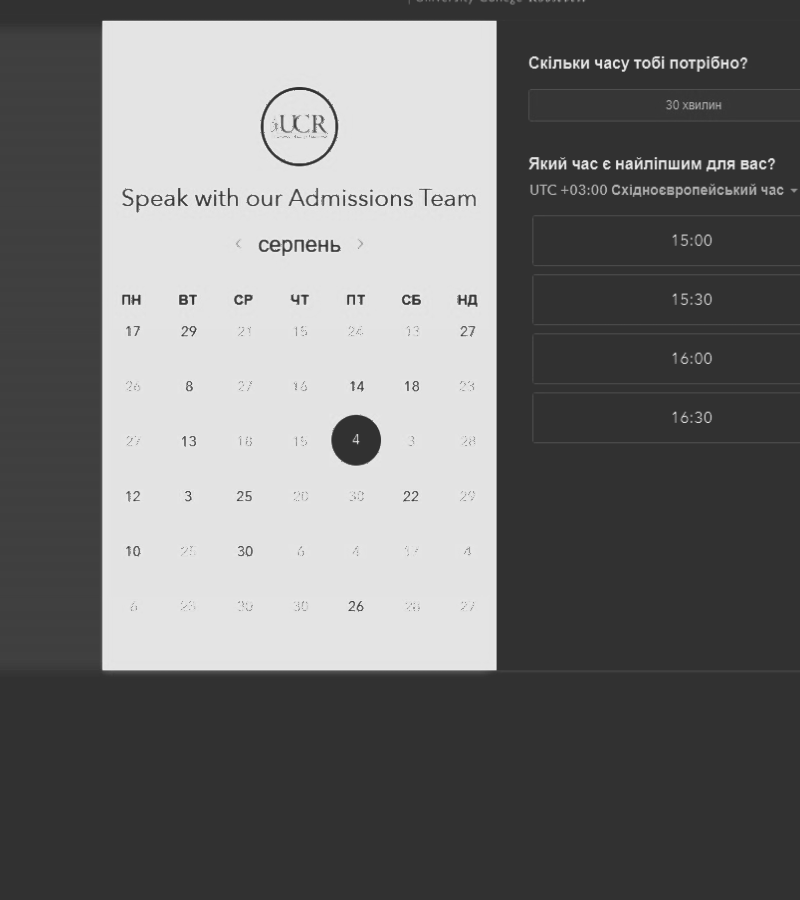 University College
UCR
Speak with our Admissions Team
серпень
ПН ВТ СР ЧТ ПТ СБ НД
17 29 21 15 24 13 27
26 8 27 16 14 18 23
27 13 18 15 4 3 28
12 3 25 20 30 22 29
10 25 30 6 4 4
6 25 30 30 26 28 27
Скільки часу тобі потрібно?
30 хвилин
Який час є найліпшим для вас?
UTC +03:00 Східноєвропейський час
15:00
15:30
16:00
16:30